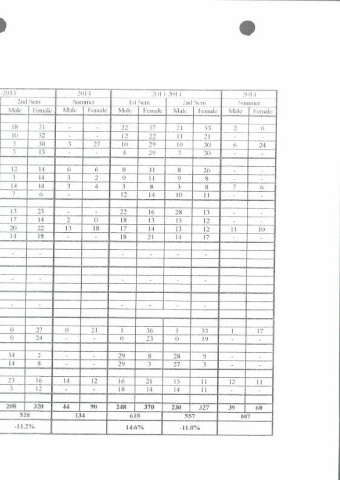 -2013 2013 2013-2014 2014
2nd Sem Summer 1st Sem 2nd Sem Summer
Male Female Male Female Male Female Male Female Male Female
18 31 - - 22 37 21 33 2 0
10 32 - - 12 22 11 21 - -
3 30 3 27 10 29 10 30 6 24
3 13 - - 4 29 3 30 - -
12 14 6 6 8 31 8 26 - -
3 14 3 2 9 11 9 8 - -
14 14 3 4 3 8 3 8 7 6
7 6 - - 12 14 10 11 - -
13 23 - - 22 16 28 13 - -
17 14 2 0 18 13 15 12 - -
20 22 13 18 17 14 13 12 11 10
14 18 - - 18 21 14 17 - -
- - - - - - - - - -
- - - - - - - - - -
- - - - - - - - - -
0 27 0 21 1 36 1 33 1 17
0 24 - - 0 23 0 19 - -
34 2 - - 29 8 28 9 - -
14 8 - - 29 3 27 3 - -
23 16 14 12 16 21 15 11 12 11
3 12 - - 18 14 14 11 - -
208 320 44 90 248 370 230 327 39 68
528 134 618 557 107
-11.2% 14.6% -11.0%